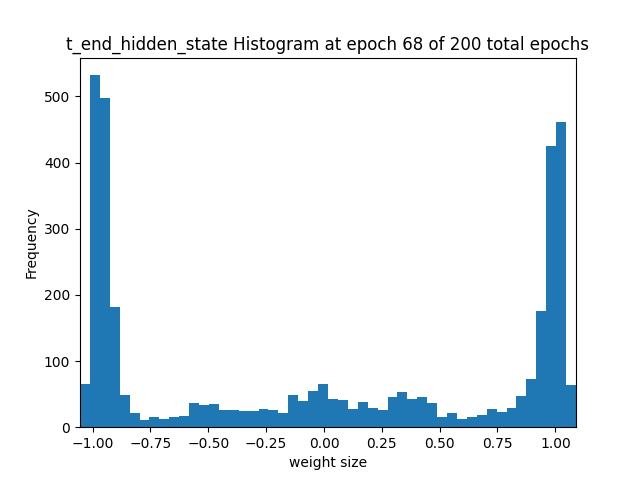 t_end_hidden_state Histogram at epoch 68 of 200 total epochs
500
400
300
200
100
0
Frequency
−1.00 −0.75 −0.50 −0.25 0.00 0.25 0.50 0.75 1.00
weight size